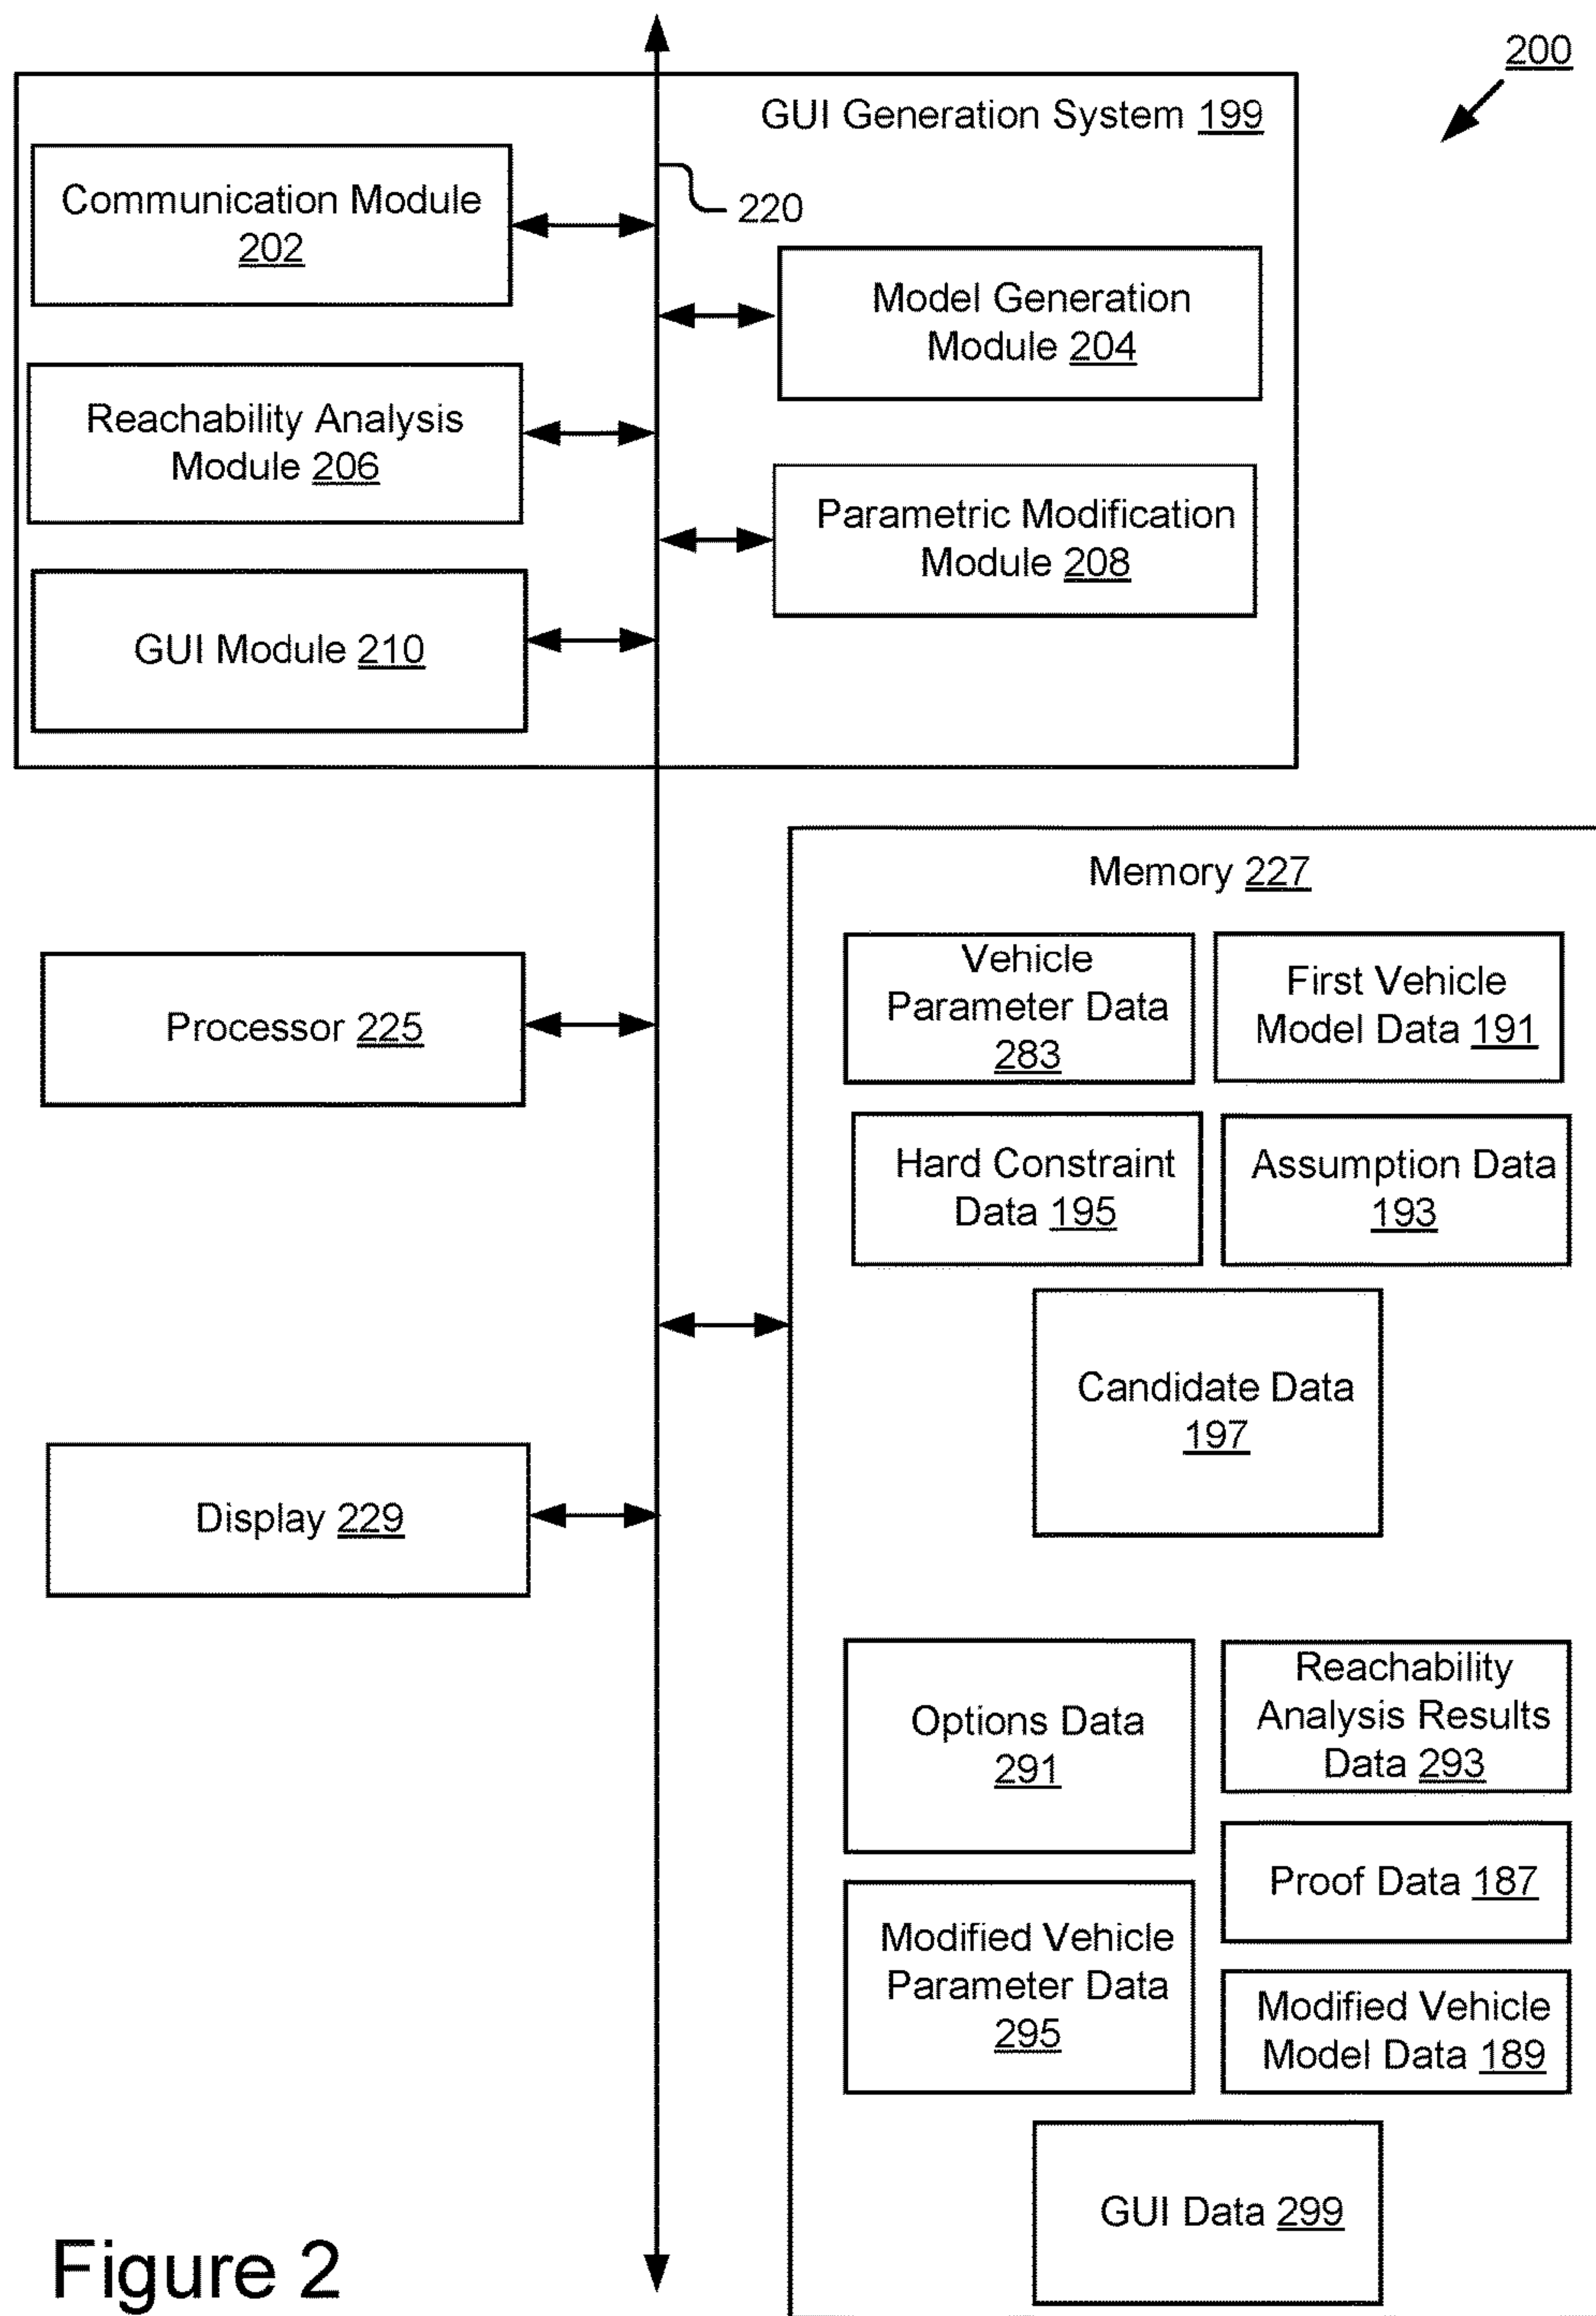 200
GUI Generation System 199
Communication Module
202
220
Model Generation
Module 204
Reachability Analysis
Module 206
Parametric Modification
Module 208
GUI Module 210
Memory 227
Vehicle
Parameter Data
283
First Vehicle
Model Data 191
Processor 225
Hard Constraint
Data 195
Assumption Data
193
Candidate Data
197
Display 229
Options Data
291
Reachability
Analysis Results
Data 293
Proof Data 187
Modified Vehicle
Parameter Data
295
Modified Vehicle
Model Data 189
GUI Data 299
Figure 2